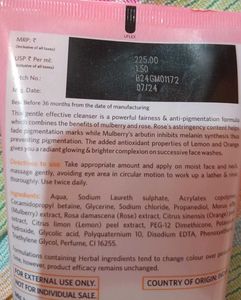 UFLEX
MRP: ₹
(Inclusive of all taxes)
225.00
USP ₹ Per ml:
(Inclusive of all taxes)
1.50
Batch No.:
B24GM01172
Mfg. Date:
07/24
Best Before 36 months from the date of manufacturing
This gentle effective cleanser is a powerful fairness & anti-pigmentation formula
which combines the benefits of mulberry and rose. Rose's astringency content helps
fade pigmentation marks while Mulberry's arbutin inhibits melanin synthesis thus
preventing pigmentation. The added antioxidant properties of Lemon and Orange
gives you a radiant glowing & brighter complexion on successive face washes.
Directions to use: Take appropriate amount and apply on moist face and neck,
massage gently, avoiding eye area in circular motion to work up a lather & rinse
thoroughly. Use twice daily.
Ingredients: Aqua, Sodium Laureth sulphate, Acrylates copolymer,
Cocamidopropyl betaine, Glycerine, Sodium chloride, Propanediol, Morus alba
(Mulberry) extract, Rosa damascena (Rose) extract, Citrus sinensis (Orange) peel
extract, Citrus limon (Lemon) peel extract, PEG-12 Dimethicone, Potassium
hydroxide, Glycolic acid, Polyquaternium 10, Disodium EDTA, Phenoxyethanol,
Triethylene Glycol, Perfume, CI 16255.
Formulations containing Herbal ingredients tend to change colour over period,
however, product efficacy remains unchanged.
FOR EXTERNAL USE ONLY.
COUNTRY OF ORIGIN:
Not for Individual Sale.